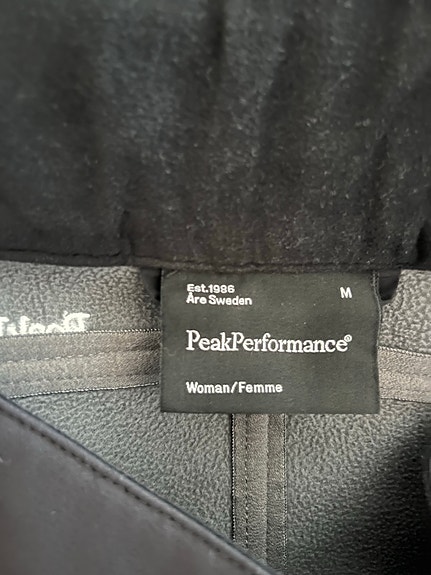 Est.1986
Åre Sweden
M
PeakPerformance®
Woman/Femme